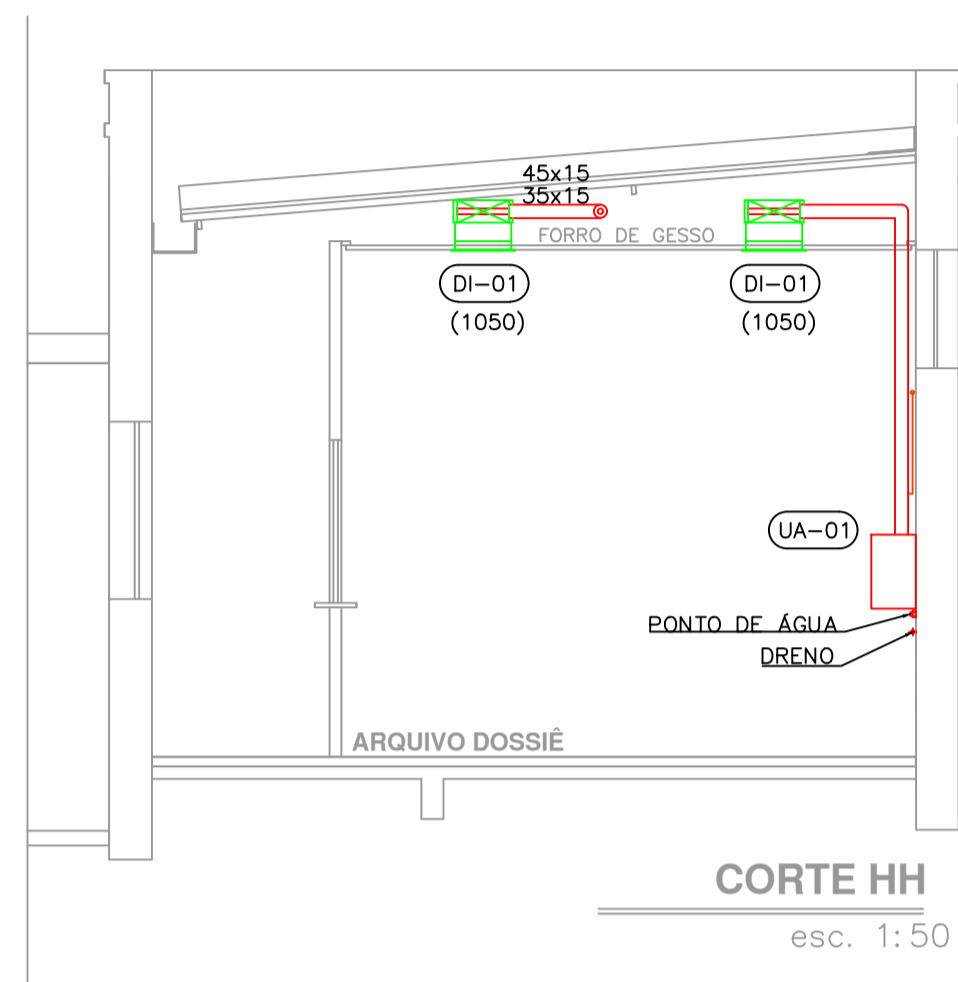 45x15
35x15
FORRO DE GESSO
DI-01
(1050)
DI-01
(1050)
UA-01
PONTO DE ÁGUA
DRENO
ARQUIVO DOSSIÊ
CORTE HH
esc. 1:50